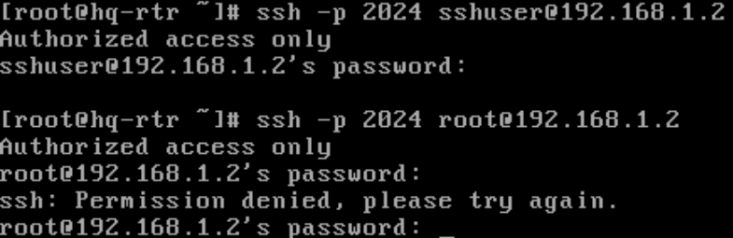 [root@hq-rtr ~]# ssh -p 2024 sshuser@192.168.1.2
Authorized access only
sshuser@192.168.1.2's password:
[root@hq-rtr ~]# ssh -p 2024 root@192.168.1.2
Authorized access only
root@192.168.1.2's password:
ssh: Permission denied, please try again.
root@192.168.1.2's password: _